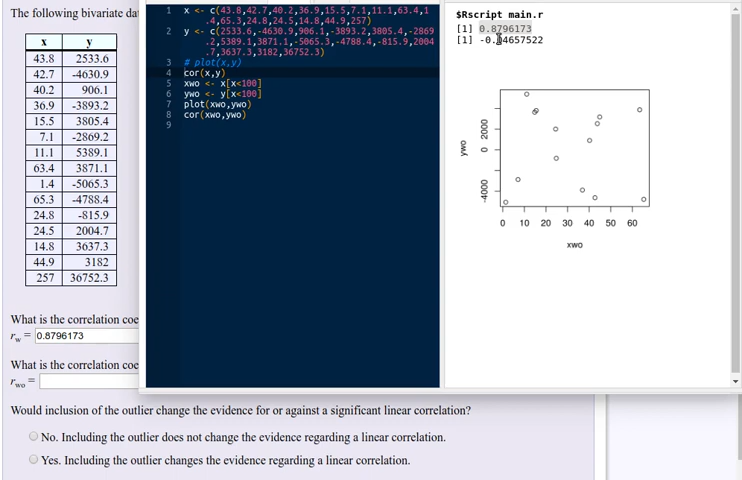 The following bivariate da
x y
43.8 2533.6
42.7 -4630.9
40.2 906.1
36.9 -3893.2
15.5 3805.4
7.1 -2869.2
11.1 5389.1
63.4 3871.1
1.4 -5065.3
65.3 -4788.4
24.8 -815.9
24.5 2004.7
14.8 3637.3
44.9 3182
257 36752.3
What is the correlation coe
rw = 0.8796173
What is the correlation coe
rwo =
Would inclusion of the outlier change the evidence for or against a significant linear correlation?
No. Including the outlier does not change the evidence regarding a linear correlation.
Yes. Including the outlier changes the evidence regarding a linear correlation.
1 x <- c(43.8,42.7,40.2,36.9,15.5,7.1,11.1,63.4,1
.4,65.3,24.8,24.5,14.8,44.9,257)
2 y <- c(2533.6,-4630.9,906.1,-3893.2,3805.4,-2869
.2,5389.1,3871.1,-5065.3,-4788.4,-815.9,2004
.7,3637.3,3182,36752.3)
3 # plot(x,y)
4 cor(x,y)
5 xwo <- x[x<100]
6 ywo <- y[x<100]
7 plot(xwo,ywo)
8 cor(xwo,ywo)
9
$Rscript main.r
[1] 0.8796173
[1] -0.04657522
ywo
-4000 0 2000
0 10 20 30 40 50 60
xwo